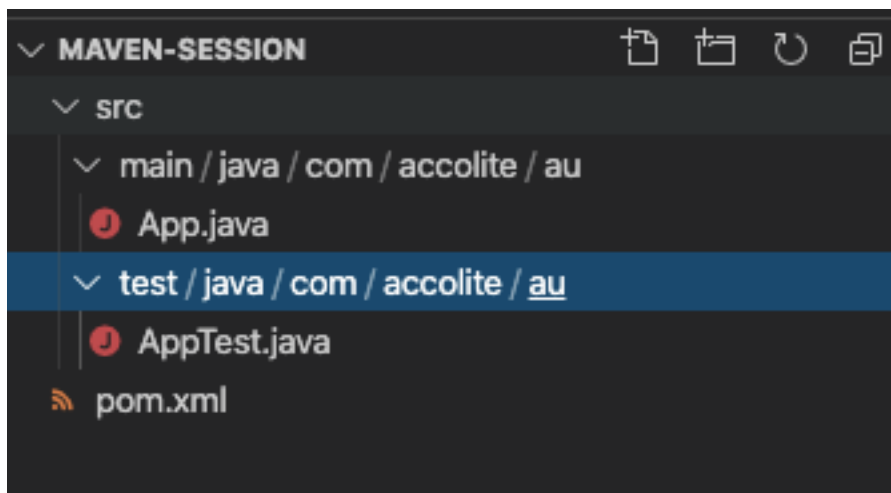 MAVEN-SESSION
src
main / java / com / accolite / au
J App.java
test / java / com / accolite / au
J AppTest.java
pom.xml